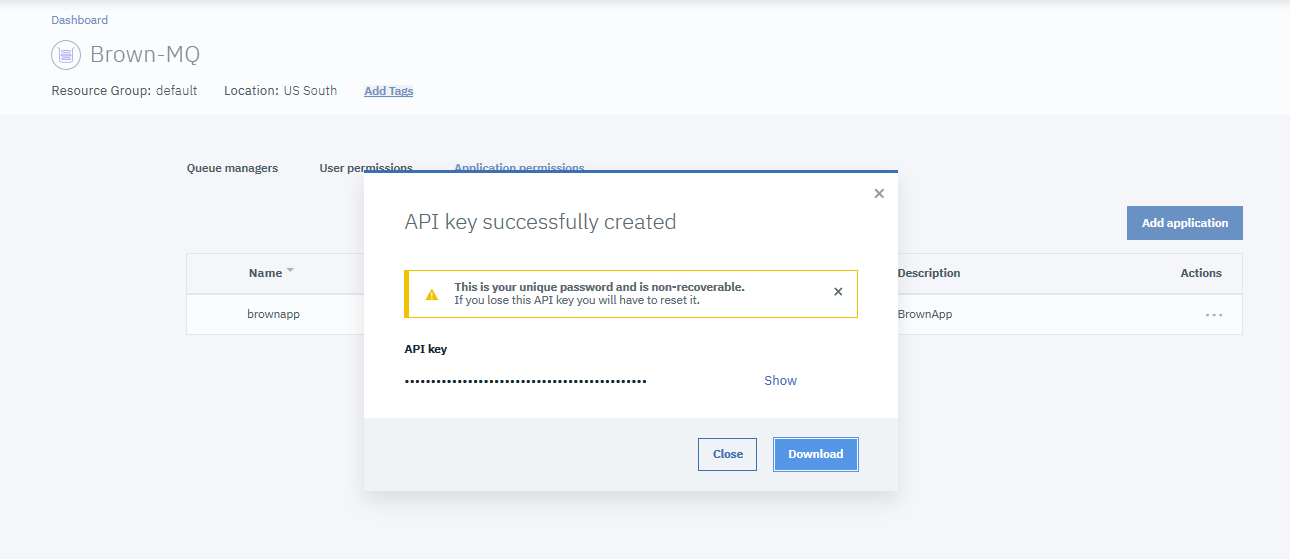 Dashboard
Brown-MQ
Resource Group: default Location: US South Add Tags
Queue managers User permissions Application permissions
API key successfully created
Add application
Name Description Actions
This is your unique password and is non-recoverable.
If you lose this API key you will have to reset it.
brownapp BrownApp ...
API key
•••••••••••••••••••••••••••••••••••••••••••• Show
Close Download